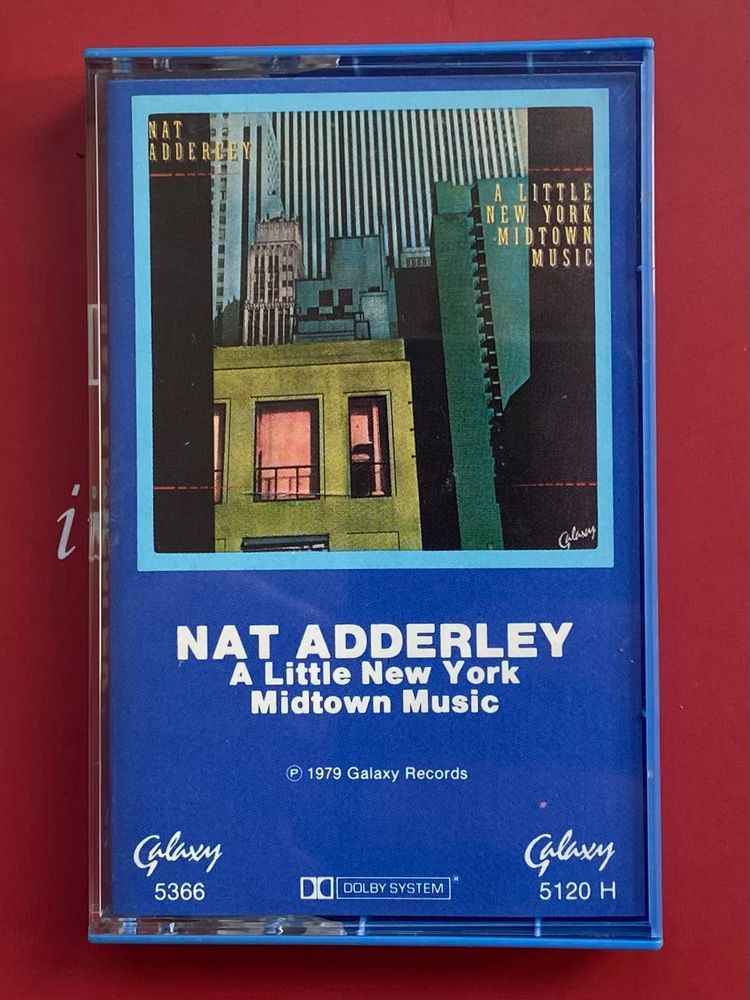 NAT
ADDERLEY
A LITTLE
NEW YORK
MIDTOWN
MUSIC
Galaxy
NAT ADDERLEY
A Little New York
Midtown Music
℗ 1979 Galaxy Records
Galaxy
5366
DOLBY SYSTEM®
Galaxy
5120 H